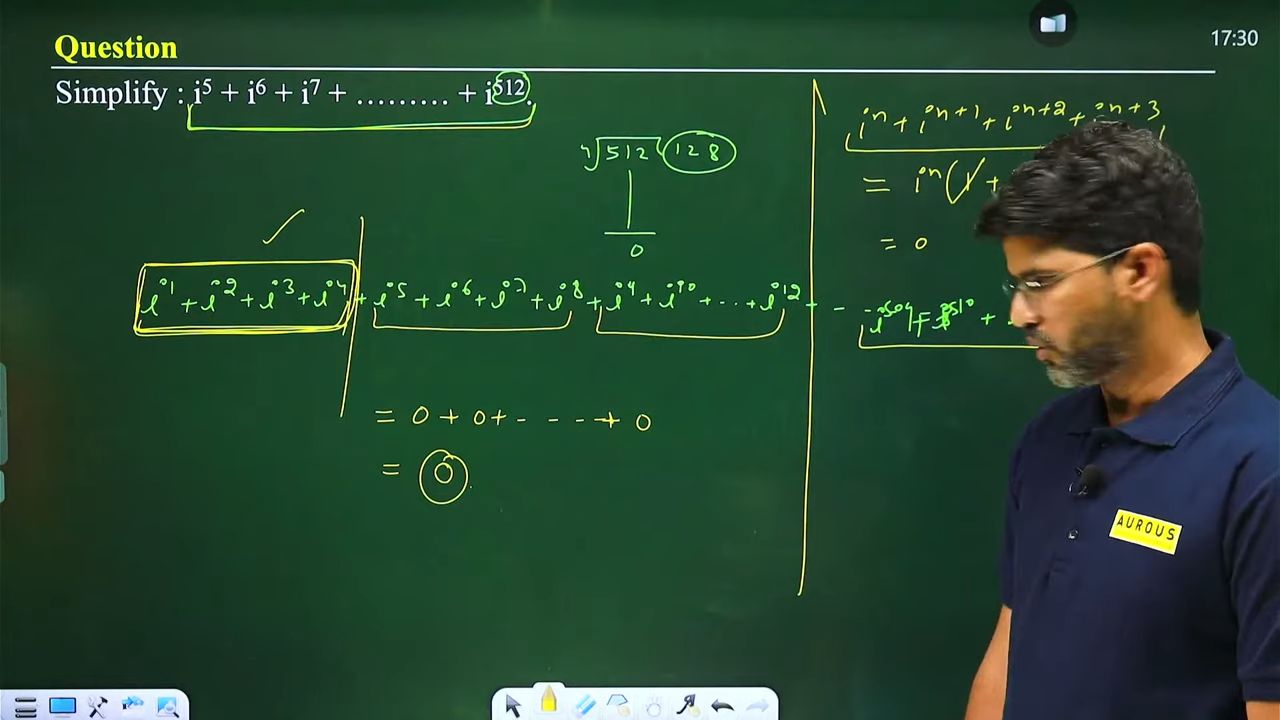 17:30
Question
Simplify : i⁵ + i⁶ + i⁷ + ......... + i⁵¹².
iⁿ + iⁿ⁺¹ + iⁿ⁺² + iⁿ⁺³
4√512 128
= iⁿ(1 +
0
= 0
i¹ + i² + i³ + i⁴ + i⁵ + i⁶ + i⁷ + i⁸ + i⁹ + i¹⁰ + ... + i¹² + - - i⁵⁰⁹ + i⁵¹⁰ +
= 0 + 0 + - - - + 0
= 0
AUROUS